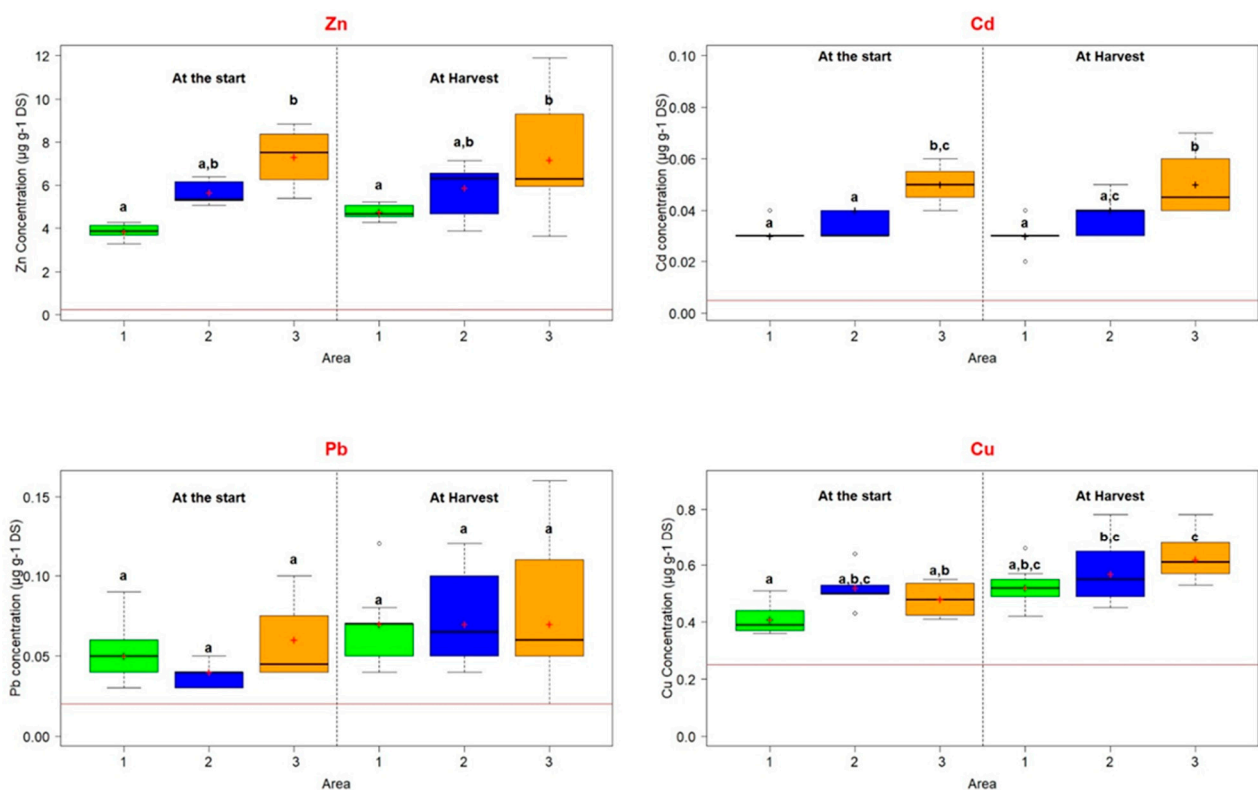 Zn
Zn Concentration (µg g-1 DS)
12
10
8
6
4
2
0
At the start
At Harvest
a
a,b
b
a
a,b
b
1
2
3
1
2
3
Area
Cd
Cd concentration (µg g-1 DS)
0.10
0.08
0.06
0.04
0.02
0.00
At the start
At Harvest
a
a
b,c
a
a,c
b
1
2
3
1
2
3
Area
Pb
Pb concentration (µg g-1 DS)
0.15
0.10
0.05
0.00
At the start
At Harvest
a
a
a
a
a
a
1
2
3
1
2
3
Area
Cu
Cu Concentration (µg g-1 DS)
0.8
0.6
0.4
0.2
0.0
At the start
At Harvest
a
a,b,c
a,b
a,b,c
b,c
c
1
2
3
1
2
3
Area